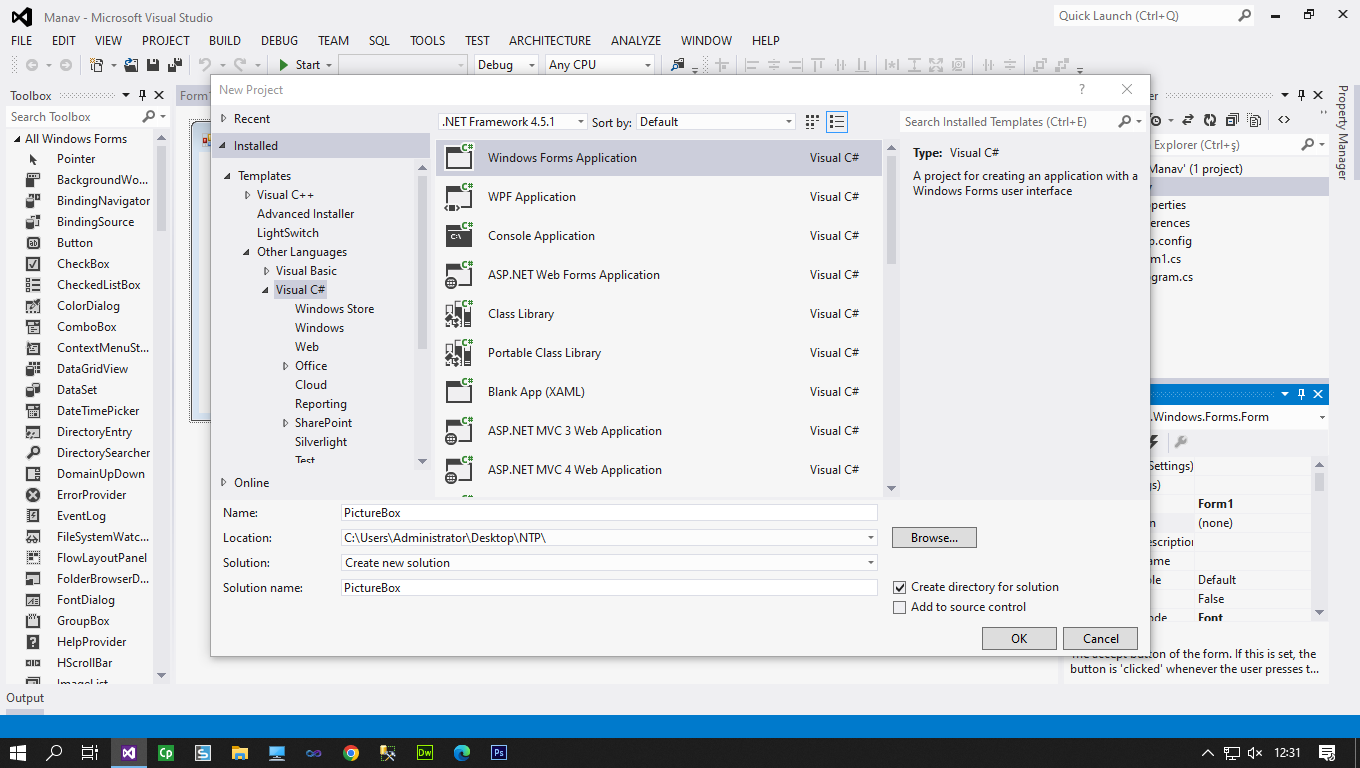 Manav - Microsoft Visual Studio
Quick Launch (Ctrl+Q)
FILE EDIT VIEW PROJECT BUILD DEBUG TEAM SQL TOOLS TEST ARCHITECTURE ANALYZE WINDOW HELP
Start Debug Any CPU
Toolbox
Search Toolbox
All Windows Forms
Pointer
BackgroundWo...
BindingNavigator
BindingSource
Button
CheckBox
CheckedListBox
ColorDialog
ComboBox
ContextMenuSt...
DataGridView
DataSet
DateTimePicker
DirectoryEntry
DirectorySearcher
DomainUpDown
ErrorProvider
EventLog
FileSystemWatc...
FlowLayoutPanel
FolderBrowserD...
FontDialog
GroupBox
HelpProvider
HScrollBar
ImageList
Output
Form
New Project
?
Recent
Installed
Templates
Visual C++
Advanced Installer
LightSwitch
Other Languages
Visual Basic
Visual C#
Windows Store
Windows
Web
Office
Cloud
Reporting
SharePoint
Silverlight
Test
Online
.NET Framework 4.5.1 Sort by: Default
Search Installed Templates (Ctrl+E)
Windows Forms Application Visual C#
WPF Application Visual C#
Console Application Visual C#
ASP.NET Web Forms Application Visual C#
Class Library Visual C#
Portable Class Library Visual C#
Blank App (XAML) Visual C#
ASP.NET MVC 3 Web Application Visual C#
ASP.NET MVC 4 Web Application Visual C#
Type: Visual C#
A project for creating an application with a
Windows Forms user interface
Name: PictureBox
Location: C:\Users\Administrator\Desktop\NTP\ Browse...
Solution: Create new solution
Solution name: PictureBox
Create directory for solution
Add to source control
OK Cancel
er
Explorer (Ctrl+ş)
Manav' (1 project)
perties
erences
p.config
m1.cs
gram.cs
Property Manager
.Windows.Forms.Form
Settings)
gs)
Form1
n (none)
escription
ame
ble Default
False
ode Font
The accept button of the form. If this is set, the
button is 'clicked' whenever the user presses t...
Cp S Dw Ps
12:31